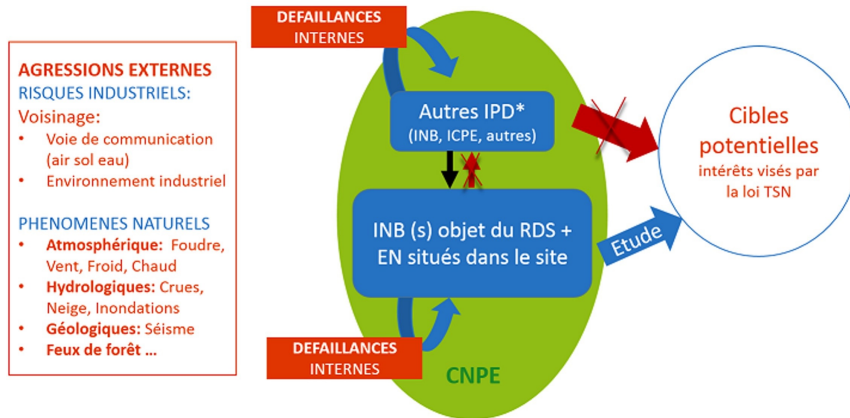 DEFAILLANCES
INTERNES
AGRESSIONS EXTERNES
RISQUES INDUSTRIELS:
Voisinage:
• Voie de communication
(air sol eau)
• Environnement industriel
PHENOMENES NATURELS
• Atmosphérique: Foudre,
Vent, Froid, Chaud
• Hydrologiques: Crues,
Neige, Inondations
• Géologiques: Séisme
• Feux de forêt ...
Autres IPD*
(INB, ICPE, autres)
INB (s) objet du RDS +
EN situés dans le site
Etude
Cibles
potentielles
intérêts visés par
la loi TSN
DEFAILLANCES
INTERNES
CNPE